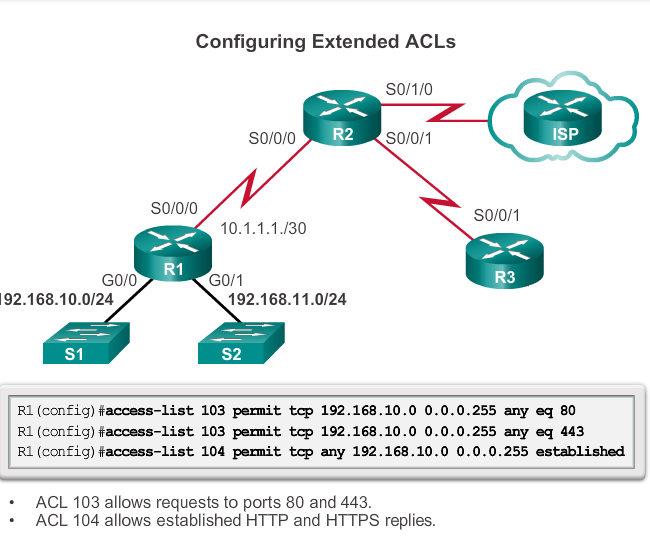 Configuring Extended ACLs
S0/1/0
R2
ISP
S0/0/0
S0/0/1
S0/0/0
10.1.1.1./30
S0/0/1
R1
R3
G0/0
G0/1
192.168.10.0/24
192.168.11.0/24
S1
S2
R1(config)#access-list 103 permit tcp 192.168.10.0 0.0.0.255 any eq 80
R1(config)#access-list 103 permit tcp 192.168.10.0 0.0.0.255 any eq 443
R1(config)#access-list 104 permit tcp any 192.168.10.0 0.0.0.255 established
• ACL 103 allows requests to ports 80 and 443.
• ACL 104 allows established HTTP and HTTPS replies.